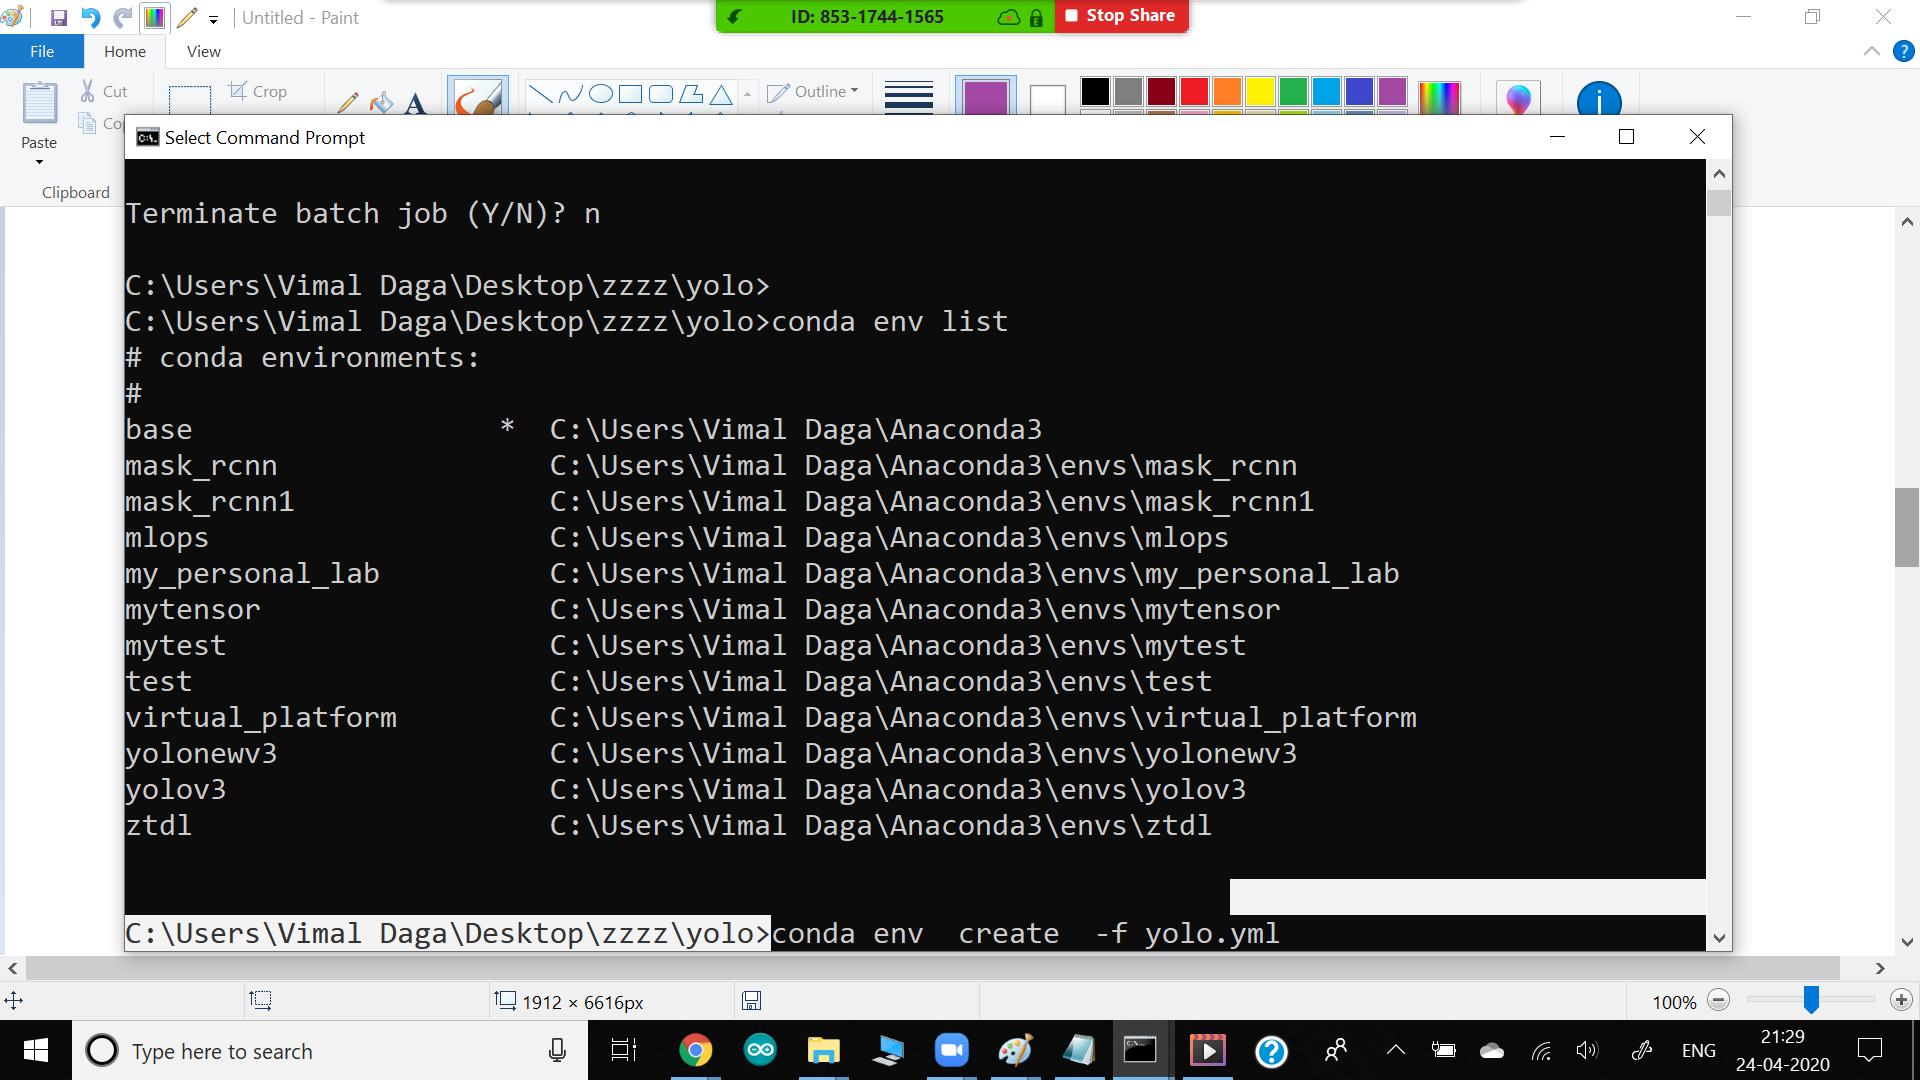 Untitled - Paint
ID: 853-1744-1565
Stop Share
File
Home
View
Paste
Cut
Crop
A
Outline
Clipboard
Select Command Prompt
Terminate batch job (Y/N)? n
C:\Users\Vimal Daga\Desktop\zzzz\yolo>
C:\Users\Vimal Daga\Desktop\zzzz\yolo>conda env list
# conda environments:
#
base * C:\Users\Vimal Daga\Anaconda3
mask_rcnn C:\Users\Vimal Daga\Anaconda3\envs\mask_rcnn
mask_rcnn1 C:\Users\Vimal Daga\Anaconda3\envs\mask_rcnn1
mlops C:\Users\Vimal Daga\Anaconda3\envs\mlops
my_personal_lab C:\Users\Vimal Daga\Anaconda3\envs\my_personal_lab
mytensor C:\Users\Vimal Daga\Anaconda3\envs\mytensor
mytest C:\Users\Vimal Daga\Anaconda3\envs\mytest
test C:\Users\Vimal Daga\Anaconda3\envs\test
virtual_platform C:\Users\Vimal Daga\Anaconda3\envs\virtual_platform
yolonewv3 C:\Users\Vimal Daga\Anaconda3\envs\yolonewv3
yolov3 C:\Users\Vimal Daga\Anaconda3\envs\yolov3
ztdl C:\Users\Vimal Daga\Anaconda3\envs\ztdl
C:\Users\Vimal Daga\Desktop\zzzz\yolo>conda env  create  -f yolo.yml
1912 × 6616px
100%
Type here to search
ENG
21:29
24-04-2020